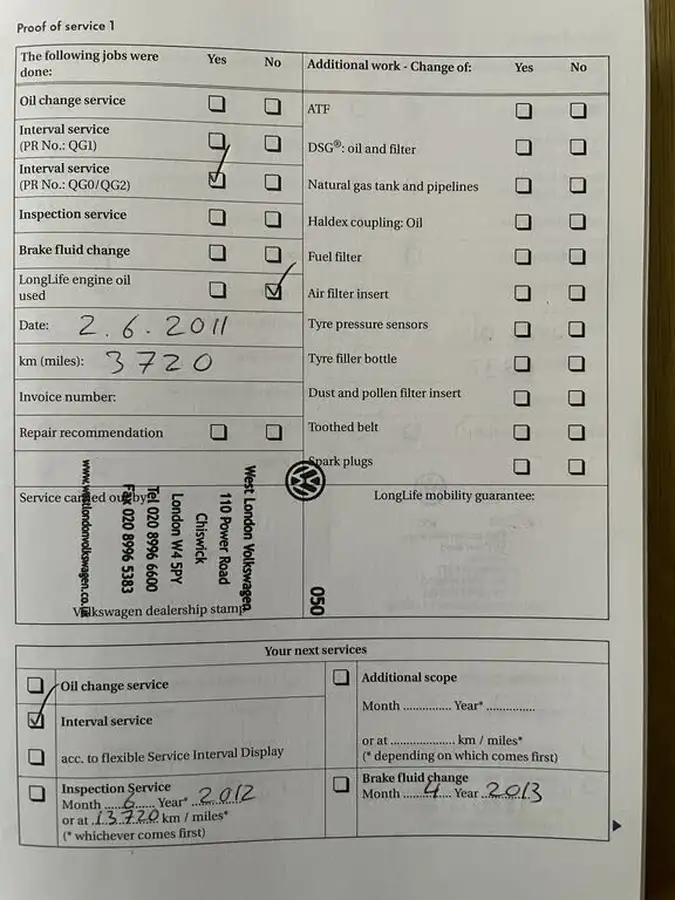 Proof of service 1
The following jobs were done:
Yes
No
Oil change service
Interval service
(PR No.: QG1)
Interval service
(PR No.: QG0/QG2)
Inspection service
Brake fluid change
LongLife engine oil
used
Date: 2.6.2011
km (miles): 3720
Invoice number:
Repair recommendation
Additional work - Change of:
Yes
No
ATF
DSG®: oil and filter
Natural gas tank and pipelines
Haldex coupling: Oil
Fuel filter
Air filter insert
Tyre pressure sensors
Tyre filler bottle
Dust and pollen filter insert
Toothed belt
Spark plugs
Service carried out by:
West London Volkswagen
110 Power Road
Chiswick
London W4 5PY
Tel 020 8996 6600
Fax 020 8996 5383
www.westlondonvolkswagen.co.uk
050
Volkswagen dealership stamp
LongLife mobility guarantee:
Your next services
Oil change service
Interval service
acc. to flexible Service Interval Display
Inspection Service
Month ....6...... Year* ..2012
or at .13720 km / miles*
(* whichever comes first)
Additional scope
Month ............... Year* ...............
or at ..................... km / miles*
(* depending on which comes first)
Brake fluid change
Month ......4.... Year ..2013